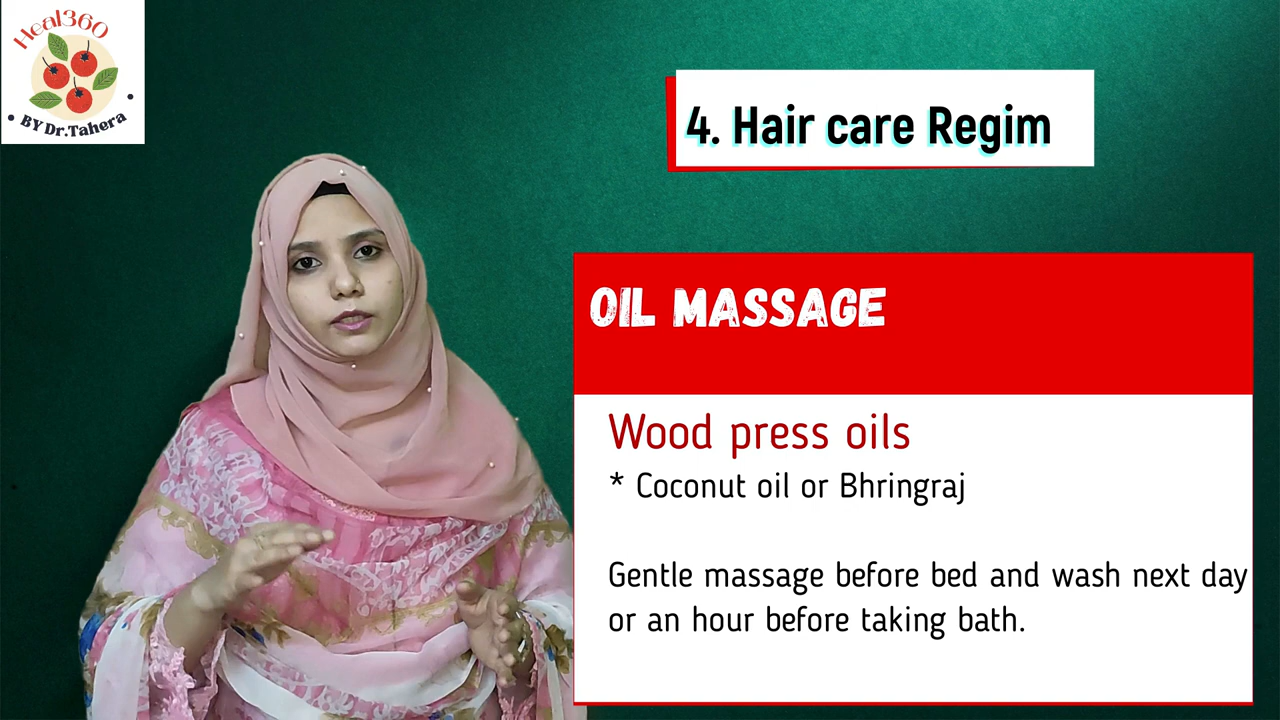 Heal360
• BY Dr.Tahera •
4. Hair care Regim
OIL MASSAGE
Wood press oils
* Coconut oil or Bhringraj
Gentle massage before bed and wash next day
or an hour before taking bath.